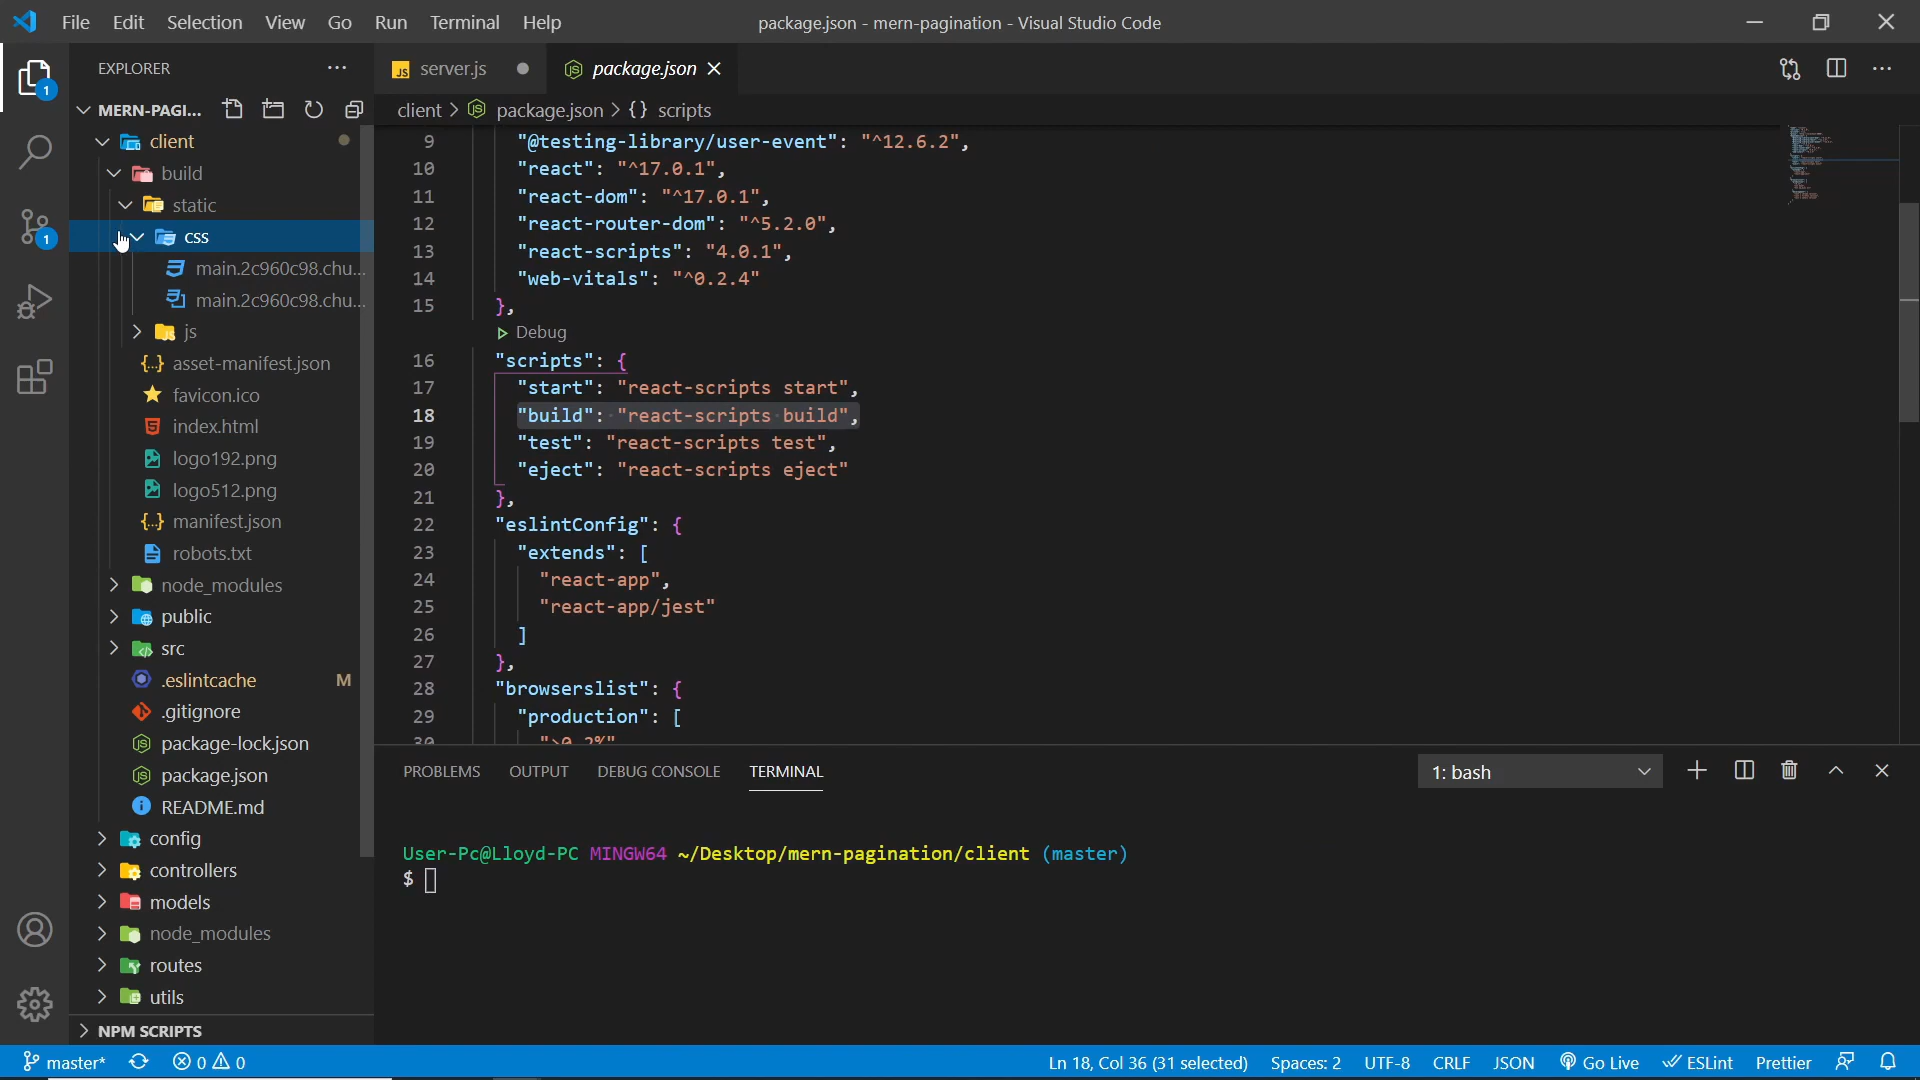 File Edit Selection View Go Run Terminal Help
package.json - mern-pagination - Visual Studio Code
EXPLORER
server.js
package.json
MERN-PAGI...
client > package.json > {} scripts
client
build
static
css
main.2c960c98.chu...
main.2c960c98.chu...
js
asset-manifest.json
favicon.ico
index.html
logo192.png
logo512.png
manifest.json
robots.txt
node_modules
public
src
.eslintcache M
.gitignore
package-lock.json
package.json
README.md
config
controllers
models
node_modules
routes
utils
NPM SCRIPTS
1
1
9 "@testing-library/user-event": "^12.6.2",
10 "react": "^17.0.1",
11 "react-dom": "^17.0.1",
12 "react-router-dom": "^5.2.0",
13 "react-scripts": "4.0.1",
14 "web-vitals": "^0.2.4"
15 },
Debug
16 "scripts": {
17 "start": "react-scripts start",
18 "build": "react-scripts build",
19 "test": "react-scripts test",
20 "eject": "react-scripts eject"
21 },
22 "eslintConfig": {
23 "extends": [
24 "react-app",
25 "react-app/jest"
26 ]
27 },
28 "browserslist": {
29 "production": [
30 ">0.2%"
PROBLEMS OUTPUT DEBUG CONSOLE TERMINAL
1: bash
User-Pc@Lloyd-PC MINGW64 ~/Desktop/mern-pagination/client (master)
$
master* 0 0
Ln 18, Col 36 (31 selected) Spaces: 2 UTF-8 CRLF JSON Go Live ESLint Prettier